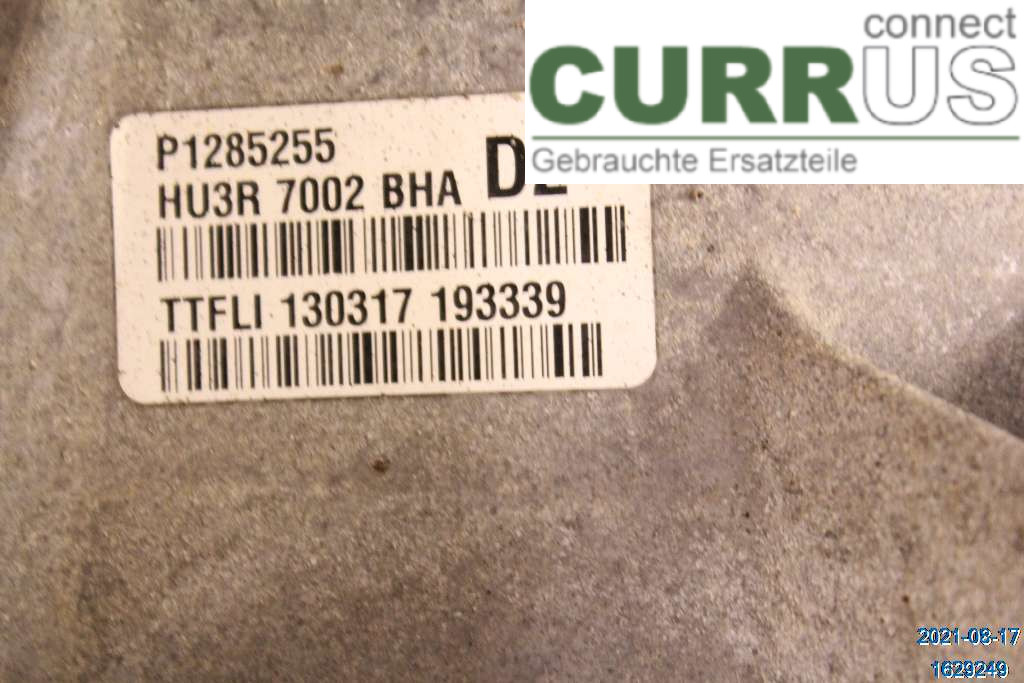 connect
CURRUS
Gebrauchte Ersatzteile
P1285255
HU3R 7002 BHA
TTFLI 130317 193339
2021-08-17
1629249